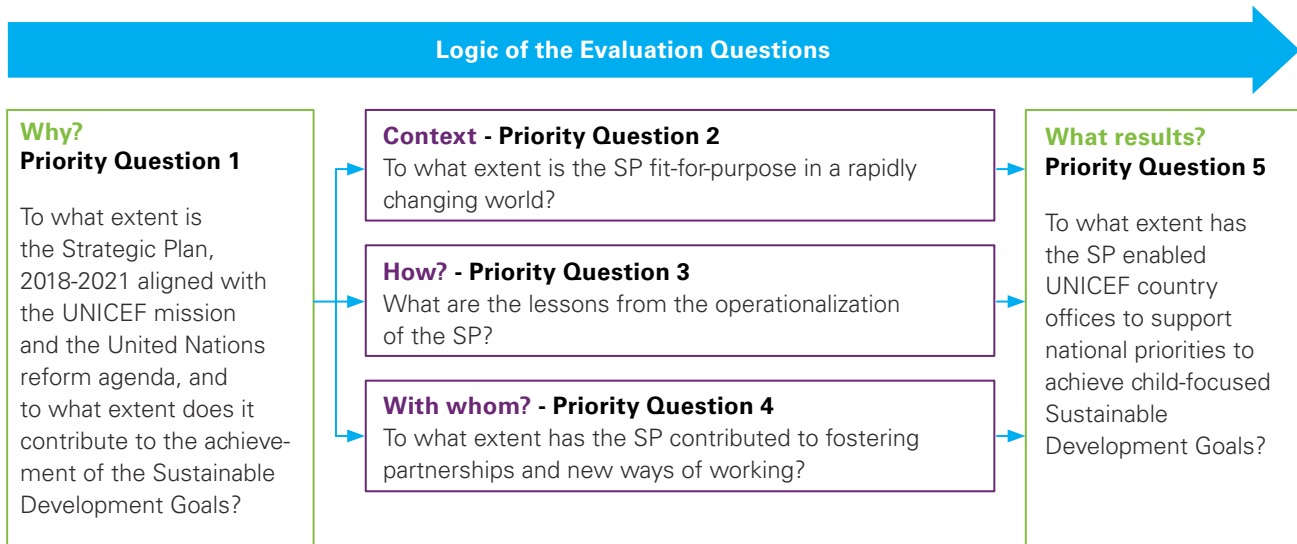 Logic of the Evaluation Questions
Why?
Priority Question 1
To what extent is
the Strategic Plan,
2018-2021 aligned with
the UNICEF mission
and the United Nations
reform agenda, and
to what extent does it
contribute to the achieve-
ment of the Sustainable
Development Goals?
Context - Priority Question 2
To what extent is the SP fit-for-purpose in a rapidly
changing world?
How? - Priority Question 3
What are the lessons from the operationalization
of the SP?
With whom? - Priority Question 4
To what extent has the SP contributed to fostering
partnerships and new ways of working?
What results?
Priority Question 5
To what extent has
the SP enabled
UNICEF country
offices to support
national priorities to
achieve child-focused
Sustainable
Development Goals?